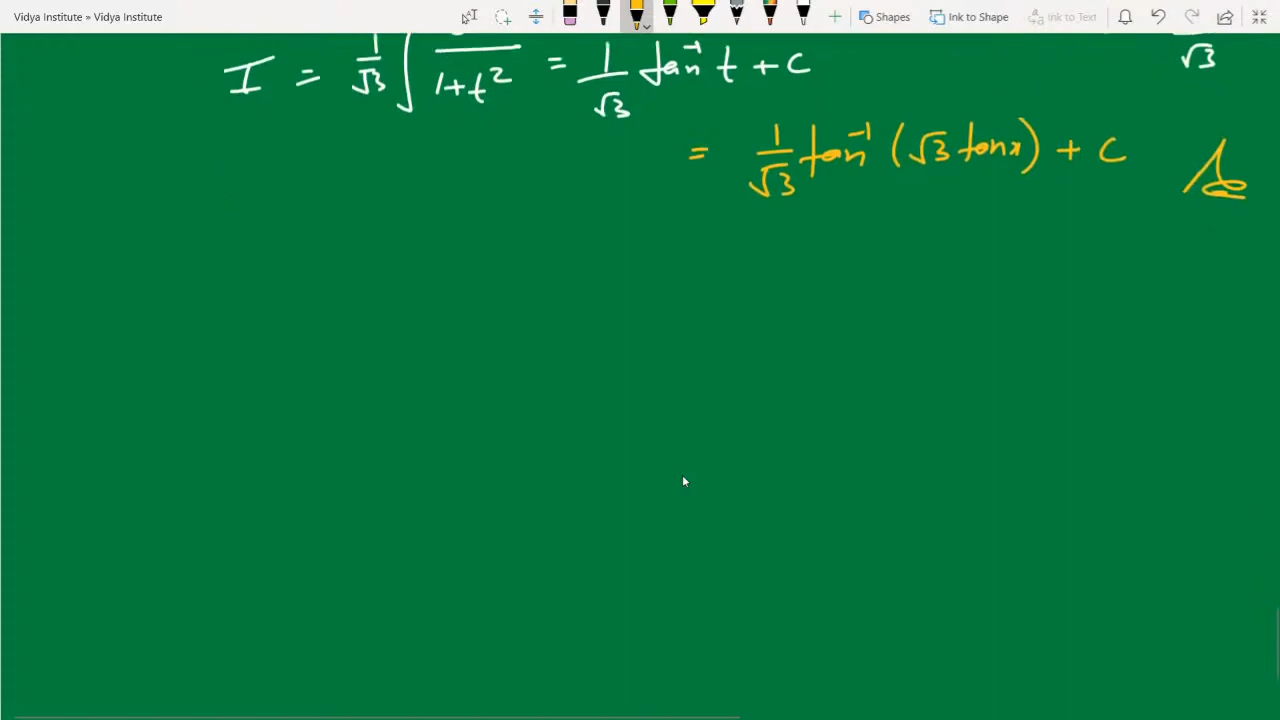 Vidya Institute » Vidya Institute
Shapes
Ink to Shape
Ink to Text
I = 1/√3 ∫ /1+t² = 1/√3 tan⁻¹ t + c
√3
= 1/√3 tan⁻¹ (√3 tanx) + c